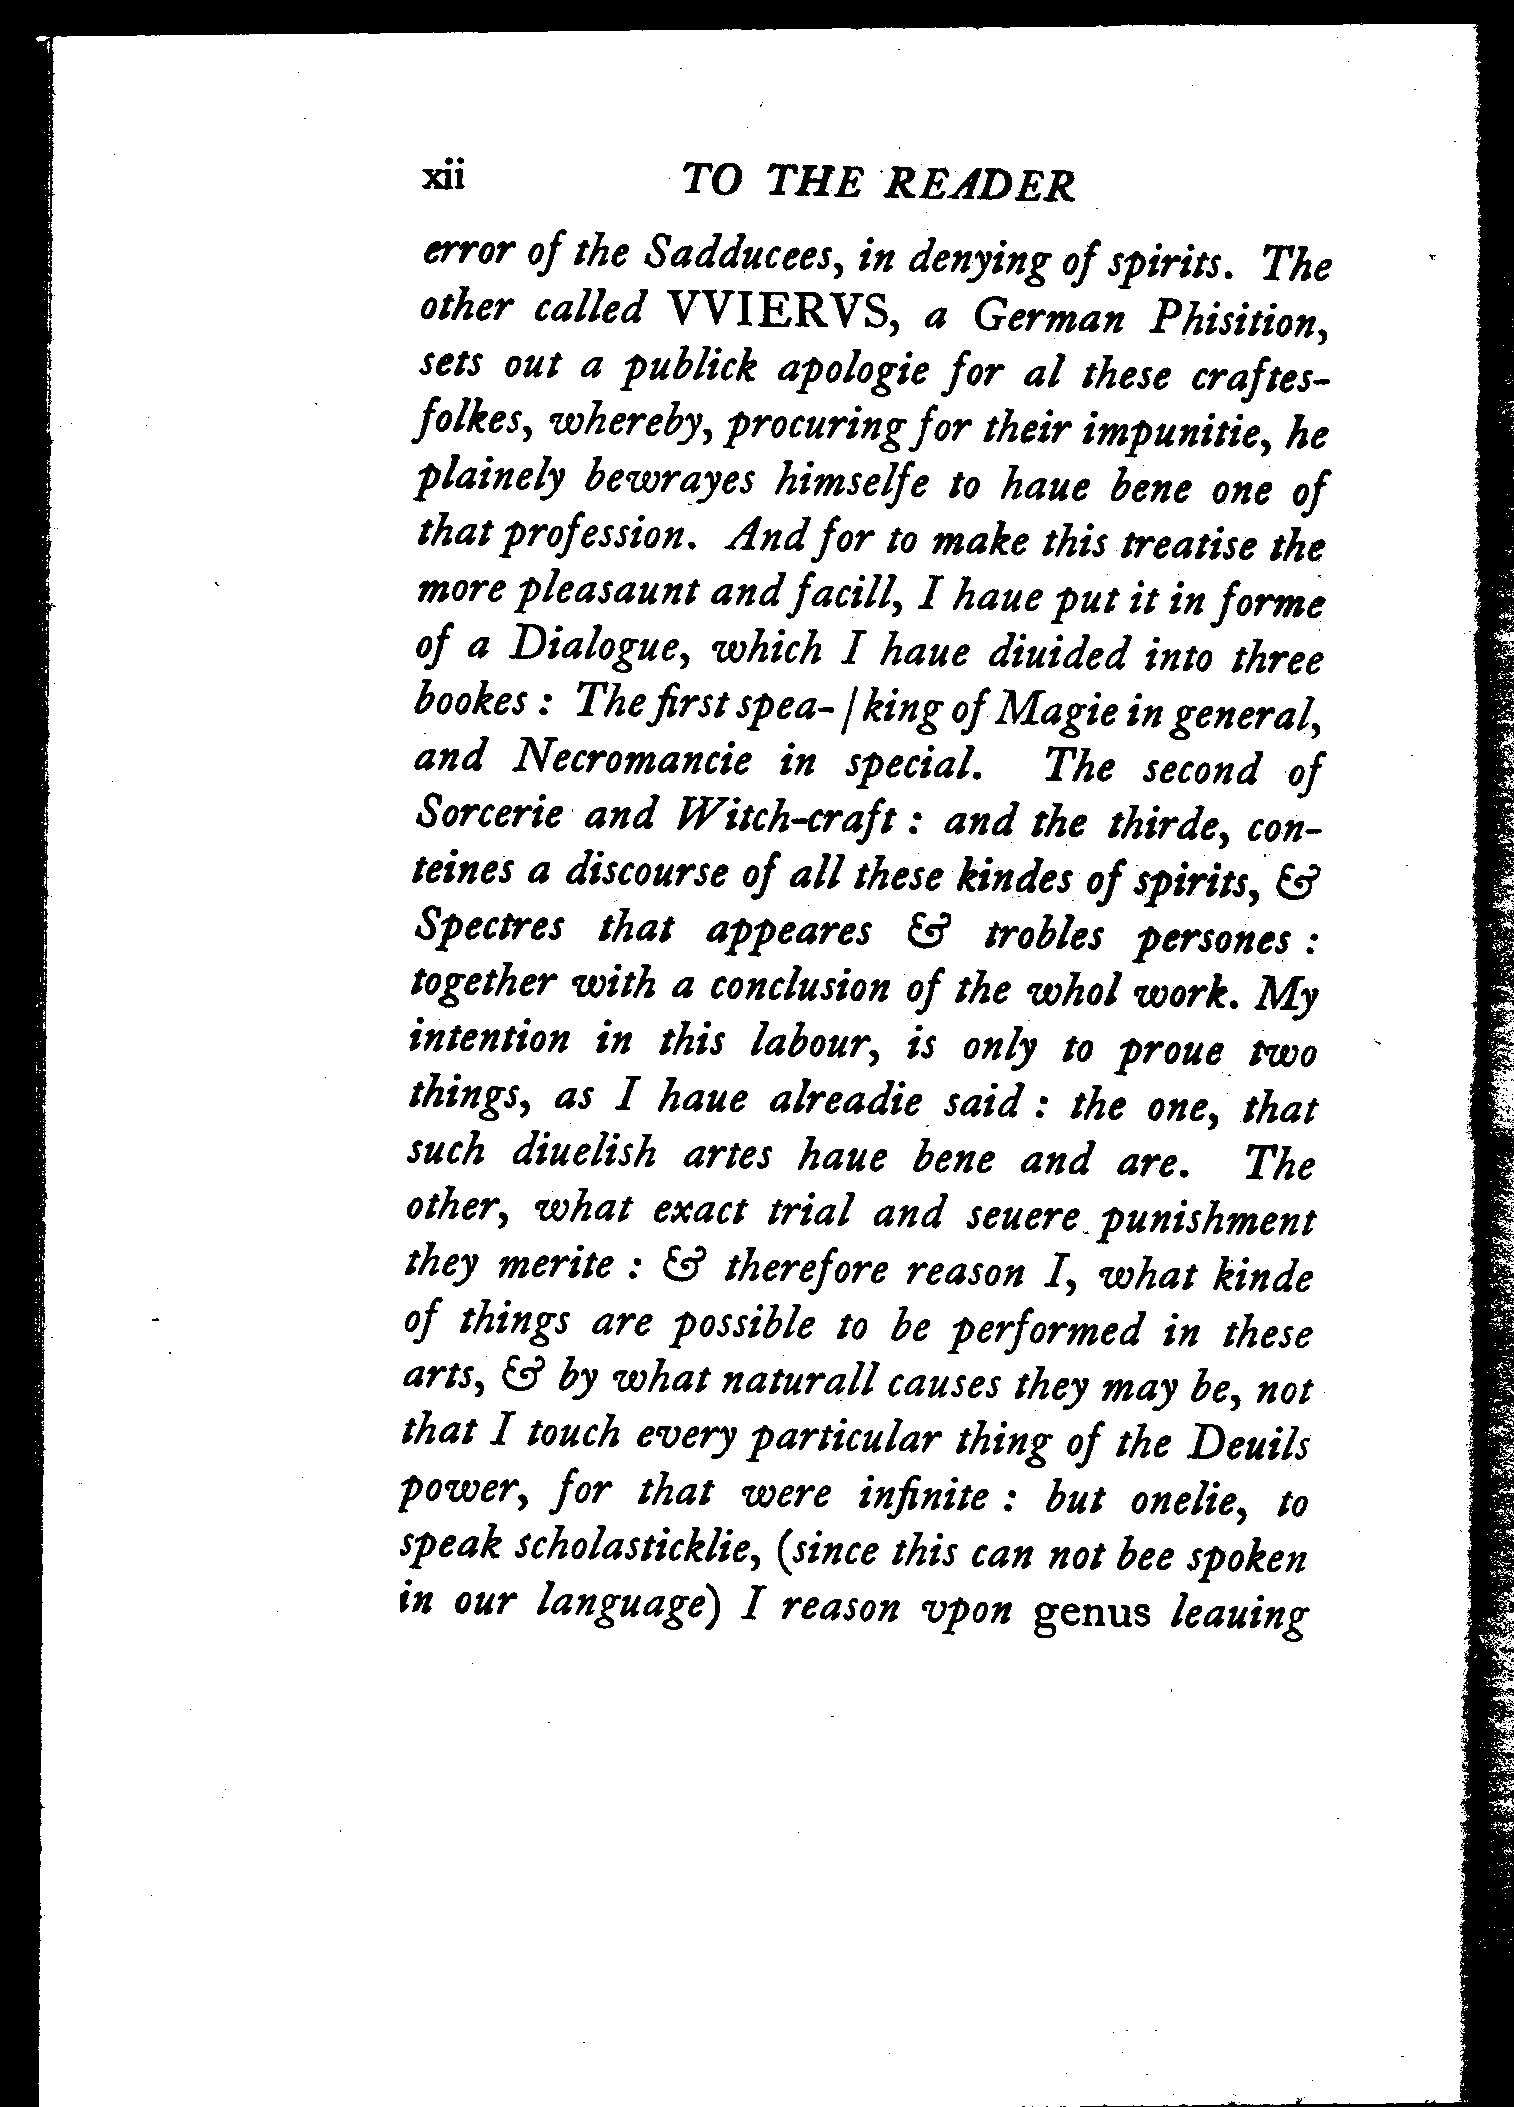 xii TO THE READER
error of the Sadducees, in denying of spirits. The
other called VVIERVS, a German Phisition,
sets out a publick apologie for al these craftes-
folkes, whereby, procuring for their impunitie, he
plainely bewrayes himselfe to haue bene one of
that profession. And for to make this treatise the
more pleasaunt and facill, I haue put it in forme
of a Dialogue, which I haue diuided into three
bookes : The first spea- / king of Magie in general,
and Necromancie in special. The second of
Sorcerie and Witch-craft : and the thirde, con-
teines a discourse of all these kindes of spirits, &
Spectres that appeares & trobles persones :
together with a conclusion of the whol work. My
intention in this labour, is only to proue two
things, as I haue alreadie said : the one, that
such diuelish artes haue bene and are. The
other, what exact trial and seuere punishment
they merite : & therefore reason I, what kinde
of things are possible to be performed in these
arts, & by what naturall causes they may be, not
that I touch every particular thing of the Deuils
power, for that were infinite : but onelie, to
speak scholasticklie, (since this can not bee spoken
in our language) I reason vpon genus leauing